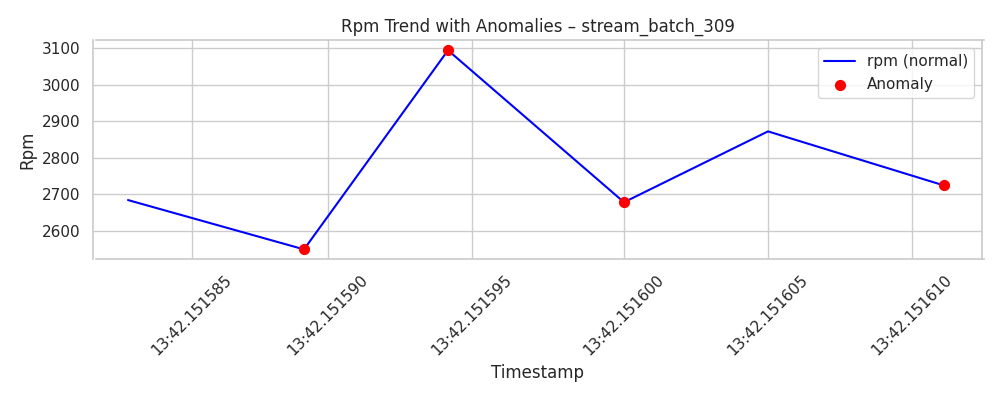 Rpm Trend with Anomalies – stream_batch_309
rpm (normal)
Anomaly
Rpm
3100
3000
2900
2800
2700
2600
13:42.151585
13:42.151590
13:42.151595
13:42.151600
13:42.151605
13:42.151610
Timestamp